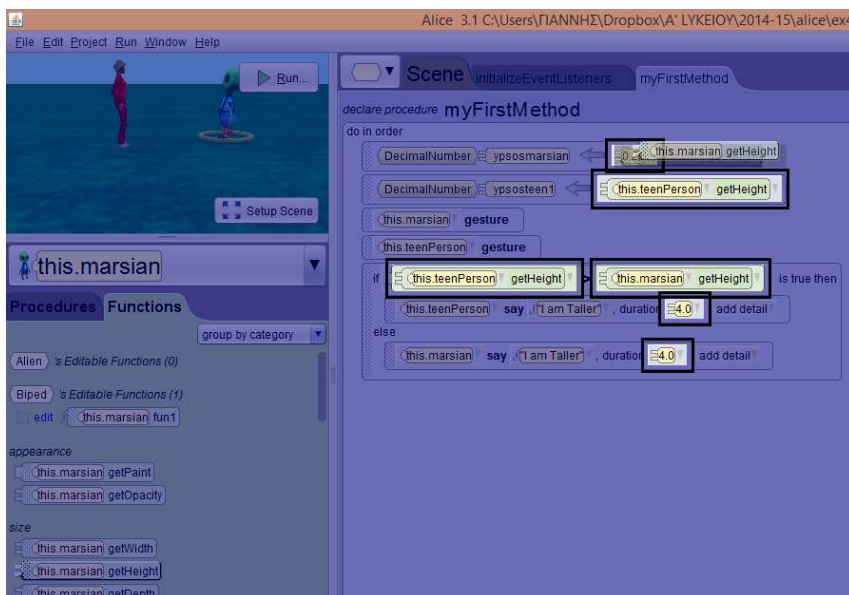 Alice 3.1 C:\Users\ΓΙΑΝΝΗΣ\Dropbox\Α' LYKEIOY\2014-15\alice\ex4
File Edit Project Run Window Help
Run...
Setup Scene
this.marsian
Procedures Functions
group by category
Alien 's Editable Functions (0)
Biped 's Editable Functions (1)
edit this.marsian fun1
appearance
this.marsian getPaint
this.marsian getOpacity
size
this.marsian getWidth
this.marsian getHeight
this.marsian getDepth
Scene initializeEventListeners myFirstMethod
declare procedure myFirstMethod
do in order
DecimalNumber ypsosmarsian this.marsian getHeight
DecimalNumber ypsosteen1 this.teenPerson getHeight
this.marsian gesture
this.teenPerson gesture
if this.teenPerson getHeight > this.marsian getHeight is true then
this.teenPerson say "I am Taller" , duration 4.0 add detail
else
this.marsian say "I am Taller" , duration 4.0 add detail